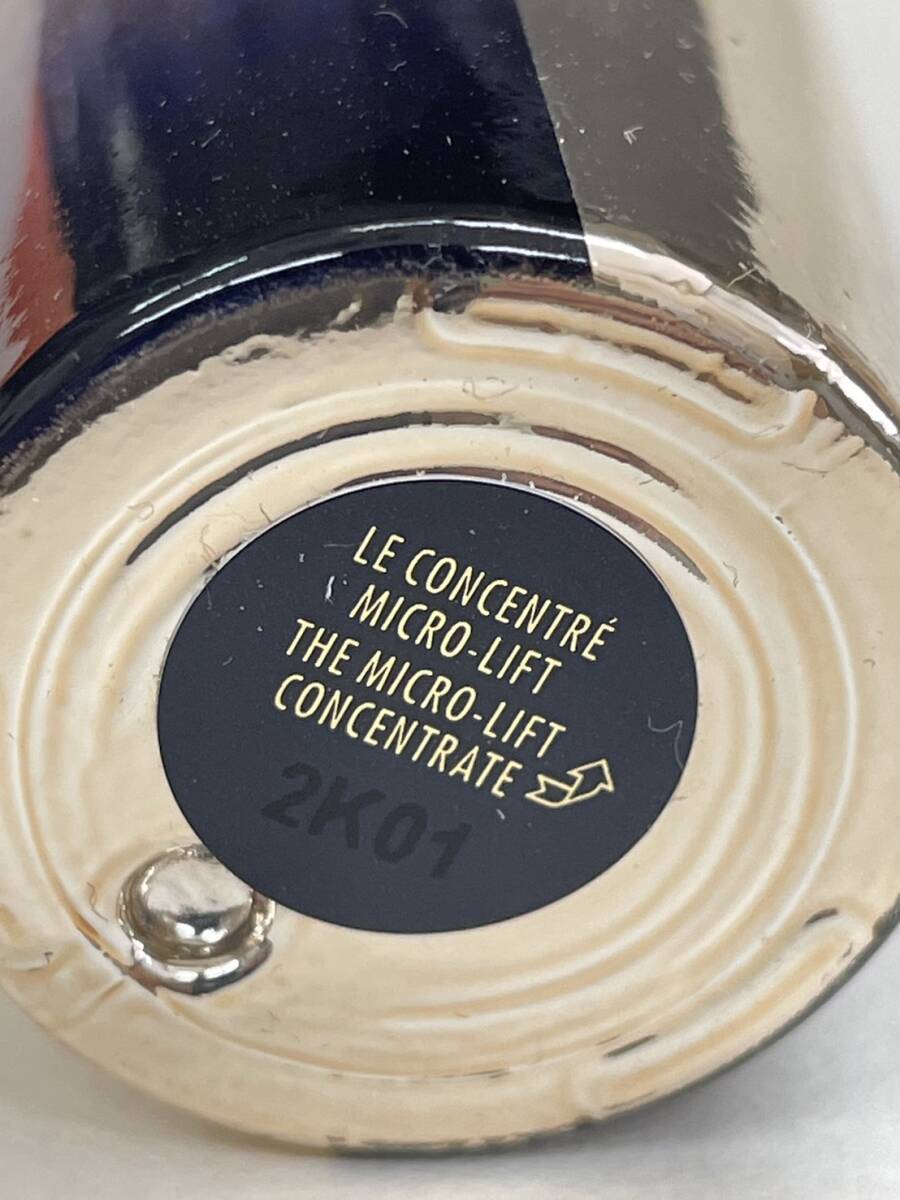 LE CONCENTRÉ
MICRO-LIFT
THE MICRO-LIFT
CONCENTRATE
2K01